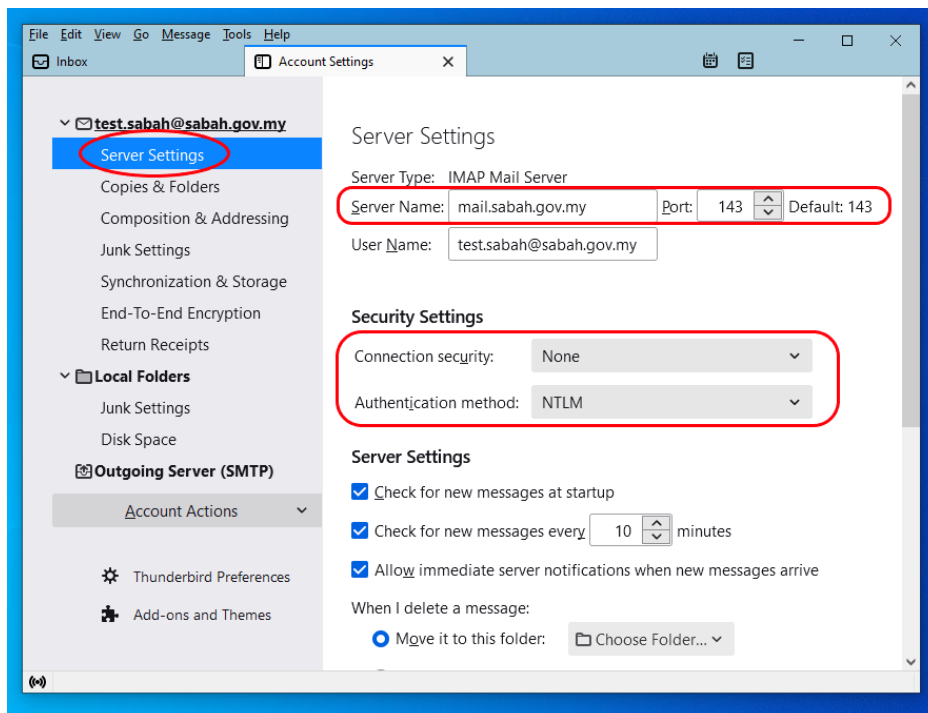 File Edit View Go Message Tools Help
Inbox
Account Settings
test.sabah@sabah.gov.my
Server Settings
Copies & Folders
Composition & Addressing
Junk Settings
Synchronization & Storage
End-To-End Encryption
Return Receipts
Local Folders
Junk Settings
Disk Space
Outgoing Server (SMTP)
Account Actions
Thunderbird Preferences
Add-ons and Themes
Server Settings
Server Type: IMAP Mail Server
Server Name: mail.sabah.gov.my Port: 143 Default: 143
User Name: test.sabah@sabah.gov.my
Security Settings
Connection security: None
Authentication method: NTLM
Server Settings
Check for new messages at startup
Check for new messages every 10 minutes
Allow immediate server notifications when new messages arrive
When I delete a message:
Move it to this folder: Choose Folder...